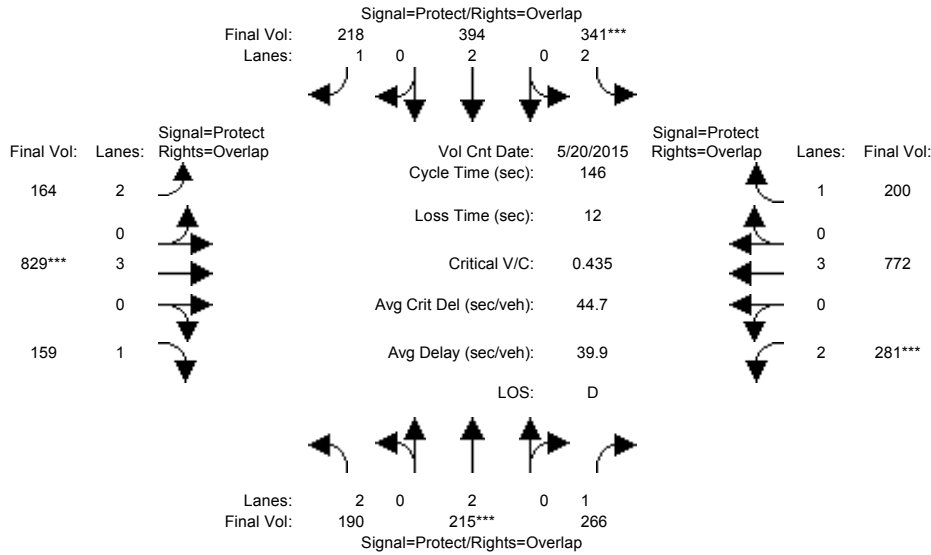 Signal=Protect/Rights=Overlap
Final Vol: 218 394 341***
Lanes: 1 0 2 0 2
Signal=Protect Signal=Protect
Final Vol: Lanes: Rights=Overlap Vol Cnt Date: 5/20/2015 Rights=Overlap Lanes: Final Vol:
Cycle Time (sec): 146
164 2 1 200
Loss Time (sec): 12
0 0
829*** 3 Critical V/C: 0.435 3 772
0 Avg Crit Del (sec/veh): 44.7 0
159 1 Avg Delay (sec/veh): 39.9 2 281***
LOS: D
Lanes: 2 0 2 0 1
Final Vol: 190 215*** 266
Signal=Protect/Rights=Overlap